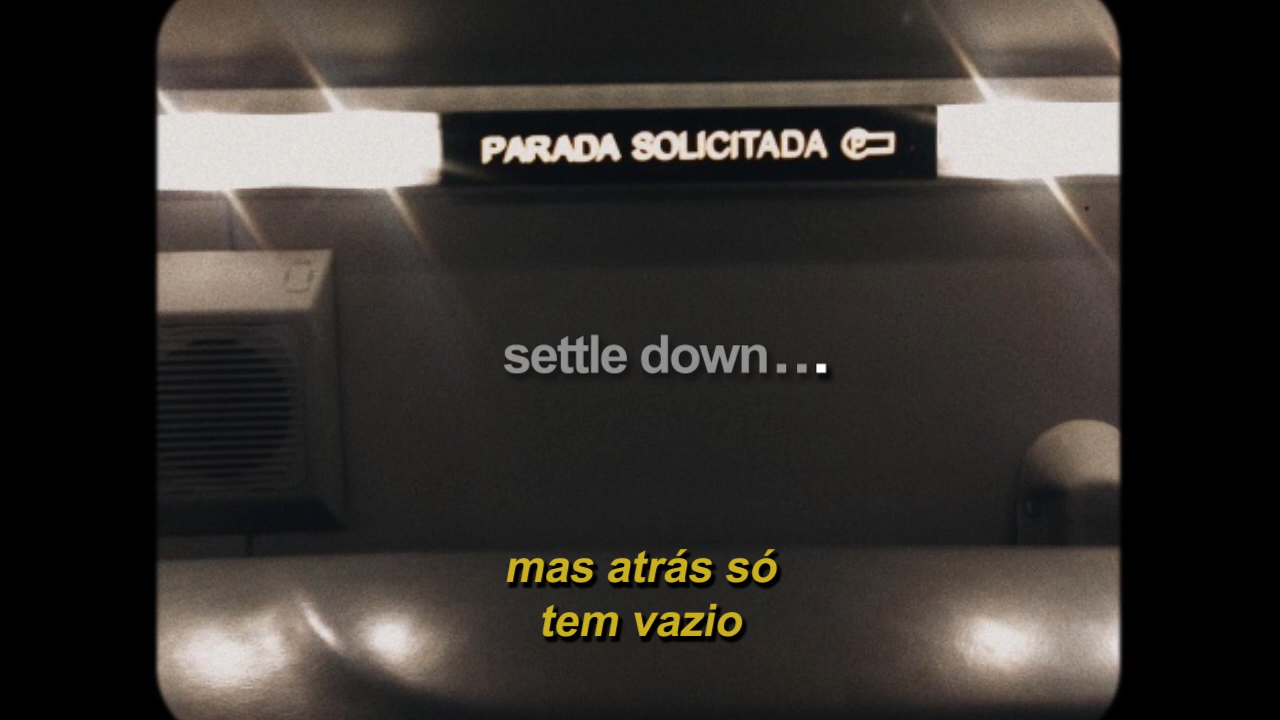 PARADA SOLICITADA
settle down...
mas atrás só
tem vazio